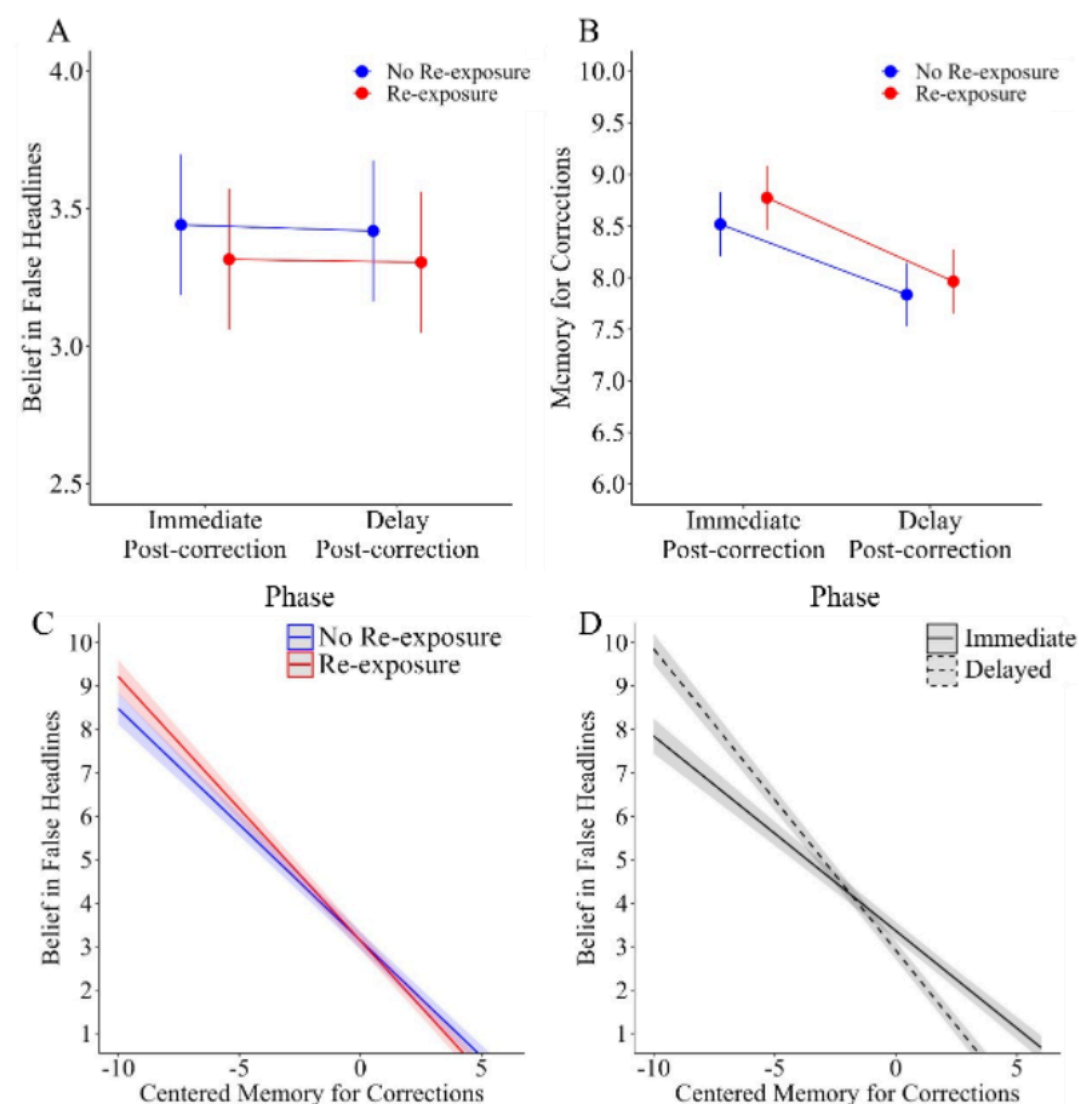 A
No Re-exposure
Re-exposure
Belief in False Headlines
4.0
3.5
3.0
2.5
Immediate
Post-correction
Delay
Post-correction
Phase
B
No Re-exposure
Re-exposure
Memory for Corrections
10.0
9.5
9.0
8.5
8.0
7.5
7.0
6.5
6.0
Immediate
Post-correction
Delay
Post-correction
Phase
C
No Re-exposure
Re-exposure
Belief in False Headlines
10
9
8
7
6
5
4
3
2
1
-10
-5
0
5
Centered Memory for Corrections
D
Immediate
Delayed
Belief in False Headlines
10
9
8
7
6
5
4
3
2
1
-10
-5
0
5
Centered Memory for Corrections